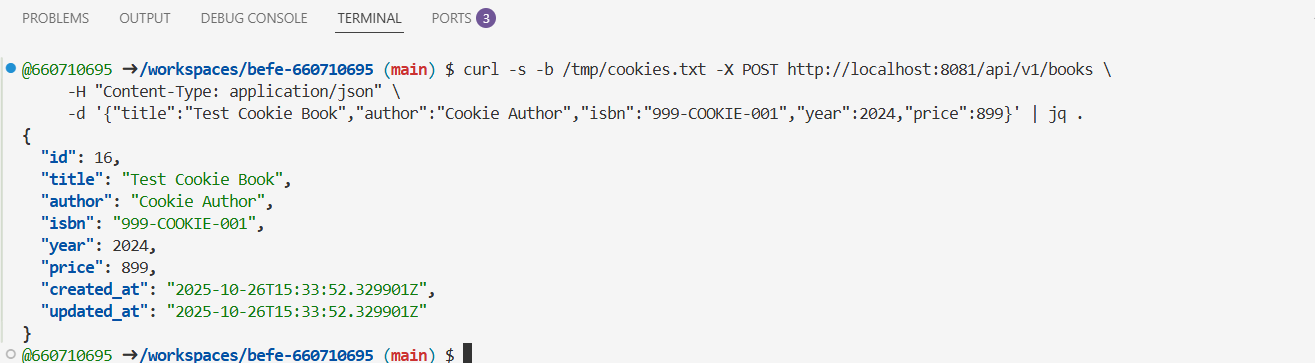 PROBLEMS OUTPUT DEBUG CONSOLE TERMINAL PORTS 3
@660710695 ➜/workspaces/befe-660710695 (main) $ curl -s -b /tmp/cookies.txt -X POST http://localhost:8081/api/v1/books \
-H "Content-Type: application/json" \
-d '{"title":"Test Cookie Book","author":"Cookie Author","isbn":"999-COOKIE-001","year":2024,"price":899}' | jq .
{
"id": 16,
"title": "Test Cookie Book",
"author": "Cookie Author",
"isbn": "999-COOKIE-001",
"year": 2024,
"price": 899,
"created_at": "2025-10-26T15:33:52.329901Z",
"updated_at": "2025-10-26T15:33:52.329901Z"
}
@660710695 ➜/workspaces/befe-660710695 (main) $